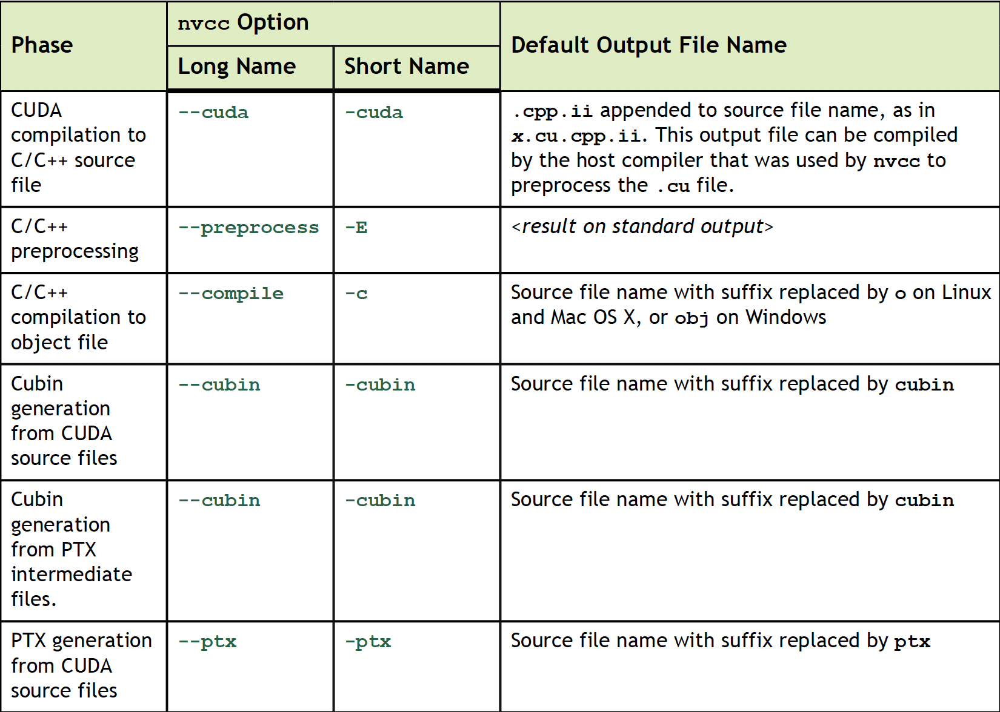 Phase
nvcc Option
Long Name
Short Name
Default Output File Name
CUDA
compilation to
C/C++ source
file
--cuda
-cuda
.cpp.ii appended to source file name, as in
x.cu.cpp.ii. This output file can be compiled
by the host compiler that was used by nvcc to
preprocess the .cu file.
C/C++
preprocessing
--preprocess
-E
<result on standard output>
C/C++
compilation to
object file
--compile
-c
Source file name with suffix replaced by o on Linux
and Mac OS X, or obj on Windows
Cubin
generation
from CUDA
source files
--cubin
-cubin
Source file name with suffix replaced by cubin
Cubin
generation
from PTX
intermediate
files.
--cubin
-cubin
Source file name with suffix replaced by cubin
PTX generation
from CUDA
source files
--ptx
-ptx
Source file name with suffix replaced by ptx